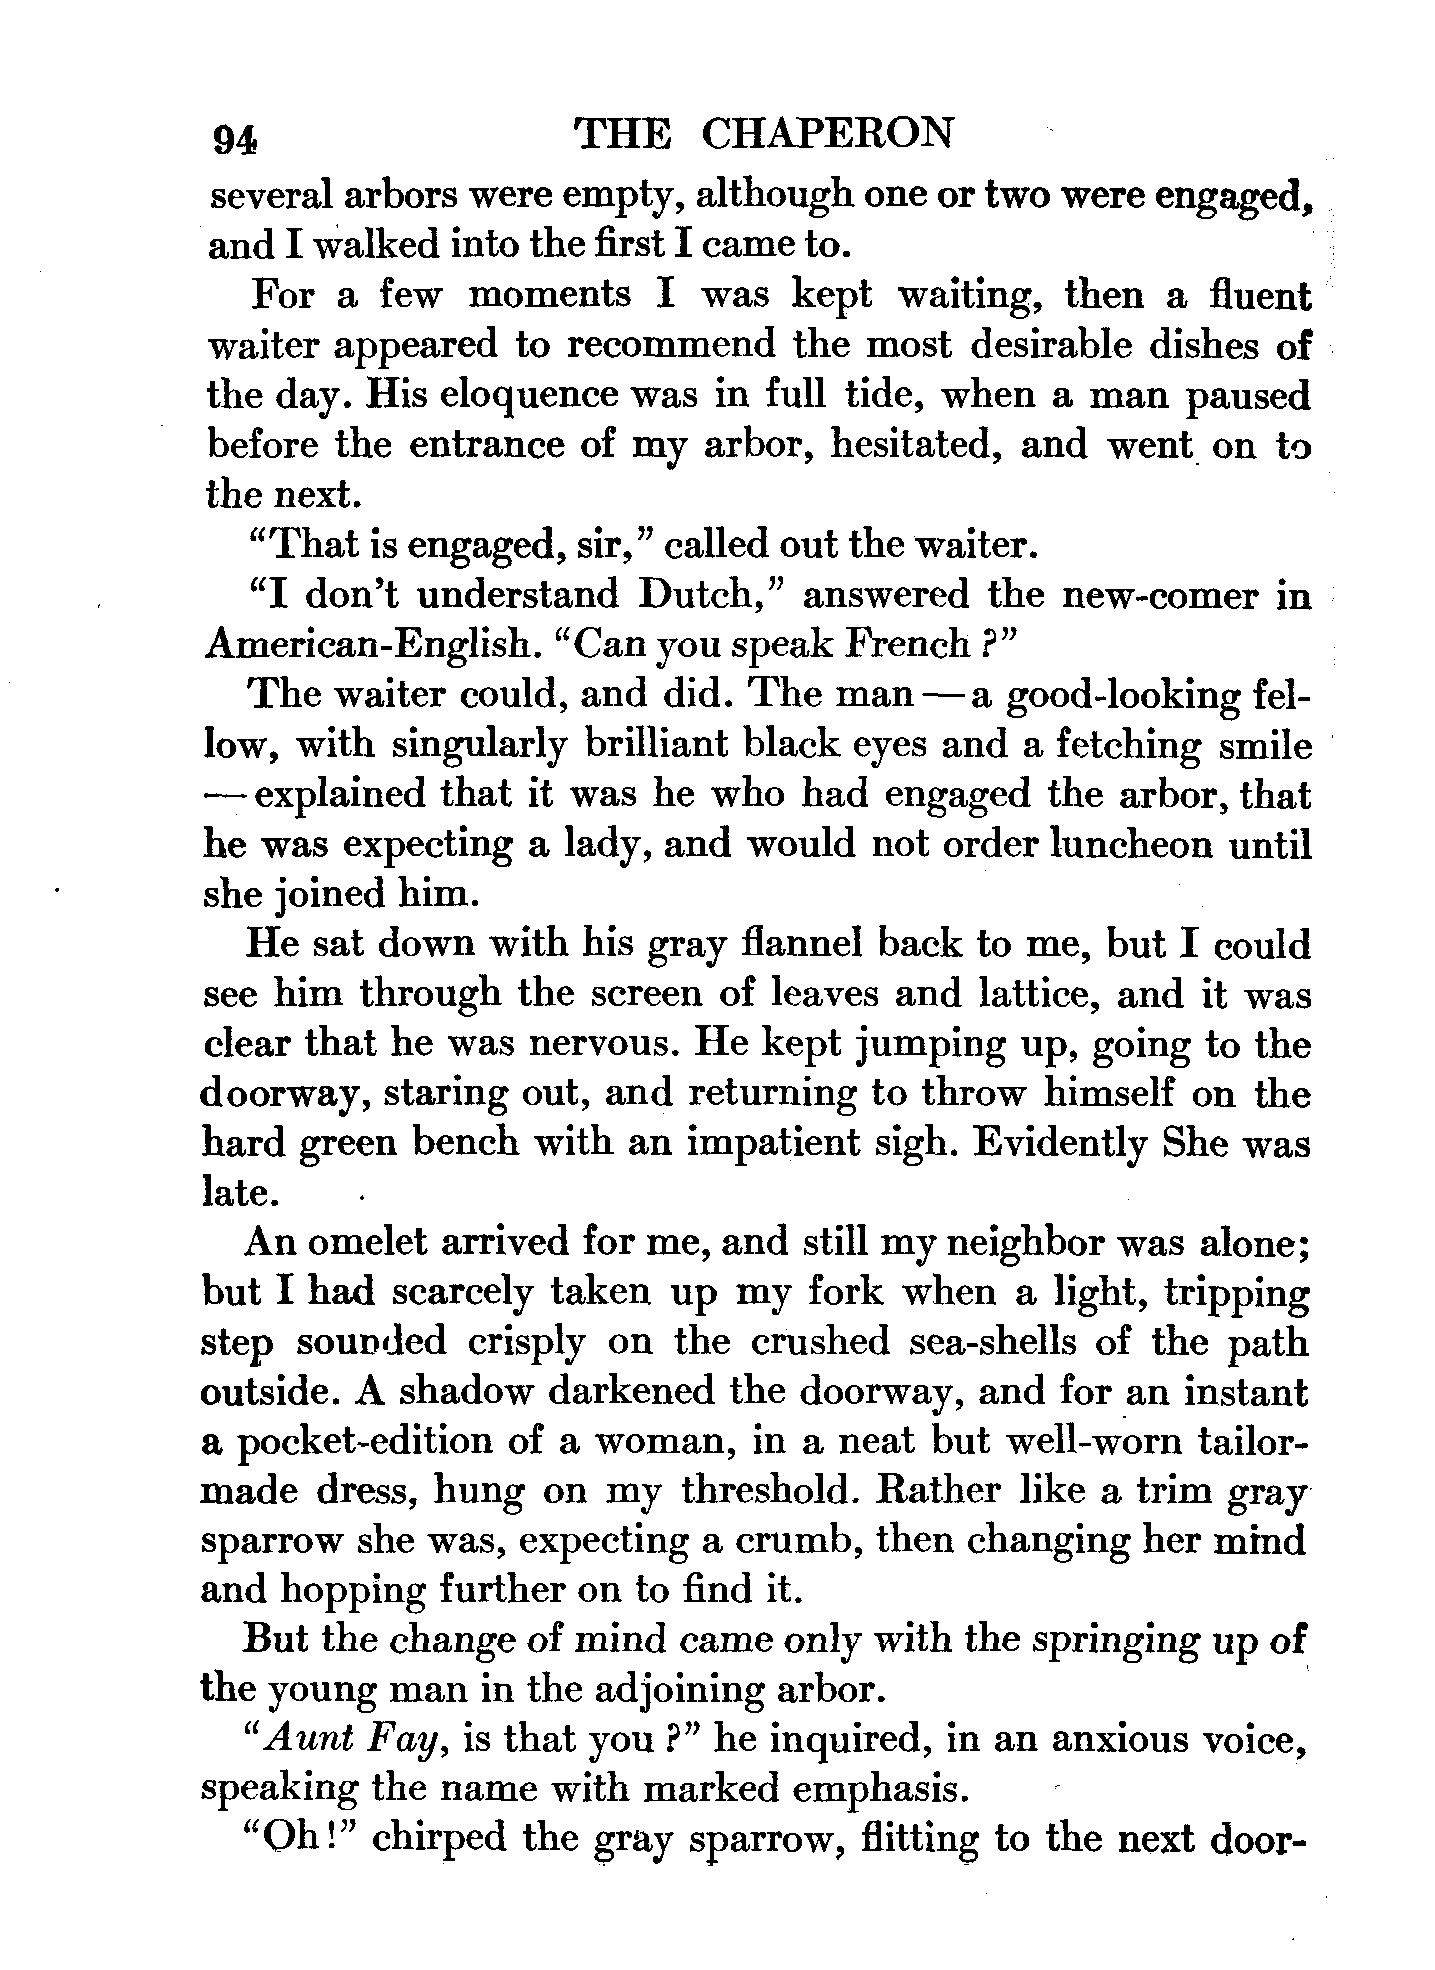 94 THE CHAPERON
several arbors were empty, although one or two were engaged,
and I walked into the first I came to.
For a few moments I was kept waiting, then a fluent
waiter appeared to recommend the most desirable dishes of
the day. His eloquence was in full tide, when a man paused
before the entrance of my arbor, hesitated, and went on to
the next.
"That is engaged, sir," called out the waiter.
"I don't understand Dutch," answered the new-comer in
American-English. "Can you speak French ?"
The waiter could, and did. The man — a good-looking fel-
low, with singularly brilliant black eyes and a fetching smile
— explained that it was he who had engaged the arbor, that
he was expecting a lady, and would not order luncheon until
she joined him.
He sat down with his gray flannel back to me, but I could
see him through the screen of leaves and lattice, and it was
clear that he was nervous. He kept jumping up, going to the
doorway, staring out, and returning to throw himself on the
hard green bench with an impatient sigh. Evidently She was
late.
An omelet arrived for me, and still my neighbor was alone;
but I had scarcely taken up my fork when a light, tripping
step sounded crisply on the crushed sea-shells of the path
outside. A shadow darkened the doorway, and for an instant
a pocket-edition of a woman, in a neat but well-worn tailor-
made dress, hung on my threshold. Rather like a trim gray
sparrow she was, expecting a crumb, then changing her mind
and hopping further on to find it.
But the change of mind came only with the springing up of
the young man in the adjoining arbor.
"Aunt Fay, is that you ?" he inquired, in an anxious voice,
speaking the name with marked emphasis.
"Oh !" chirped the gray sparrow, flitting to the next door-